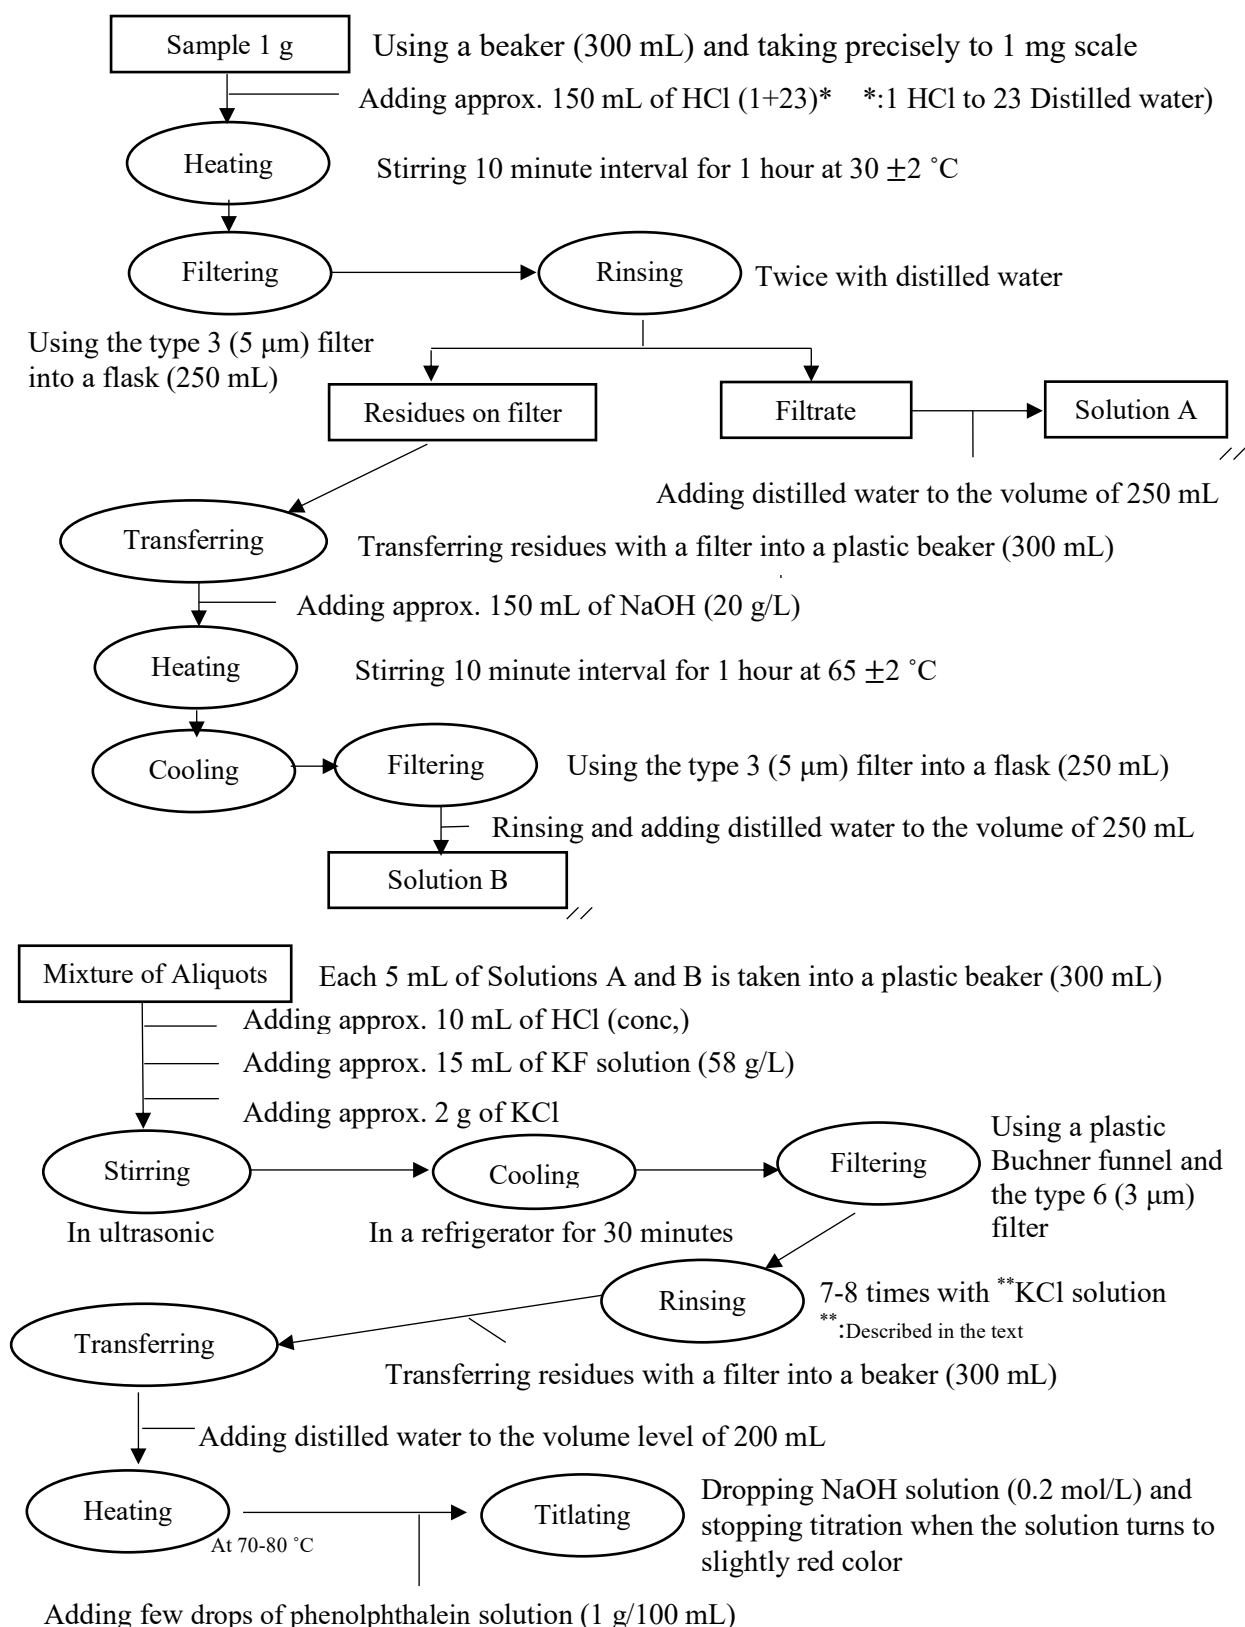 Sample 1 g
Using a beaker (300 mL) and taking precisely to 1 mg scale
Adding approx. 150 mL of HCl (1+23)* *:1 HCl to 23 Distilled water)
Heating
Stirring 10 minute interval for 1 hour at 30 ±2 ˚C
Filtering
Rinsing
Twice with distilled water
Using the type 3 (5 μm) filter
into a flask (250 mL)
Residues on filter
Filtrate
Solution A
Adding distilled water to the volume of 250 mL
Transferring
Transferring residues with a filter into a plastic beaker (300 mL)
Adding approx. 150 mL of NaOH (20 g/L)
Heating
Stirring 10 minute interval for 1 hour at 65 ±2 ˚C
Cooling
Filtering
Using the type 3 (5 μm) filter into a flask (250 mL)
Rinsing and adding distilled water to the volume of 250 mL
Solution B
Mixture of Aliquots
Each 5 mL of Solutions A and B is taken into a plastic beaker (300 mL)
Adding approx. 10 mL of HCl (conc,)
Adding approx. 15 mL of KF solution (58 g/L)
Adding approx. 2 g of KCl
Stirring
Cooling
Filtering
Using a plastic
Buchner funnel and
the type 6 (3 μm)
filter
In ultrasonic
In a refrigerator for 30 minutes
Rinsing
7-8 times with **KCl solution
**:Described in the text
Transferring
Transferring residues with a filter into a beaker (300 mL)
Adding distilled water to the volume level of 200 mL
Heating
At 70-80 ˚C
Titlating
Dropping NaOH solution (0.2 mol/L) and
stopping titration when the solution turns to
slightly red color
Adding few drops of phenolphthalein solution (1 g/100 mL)